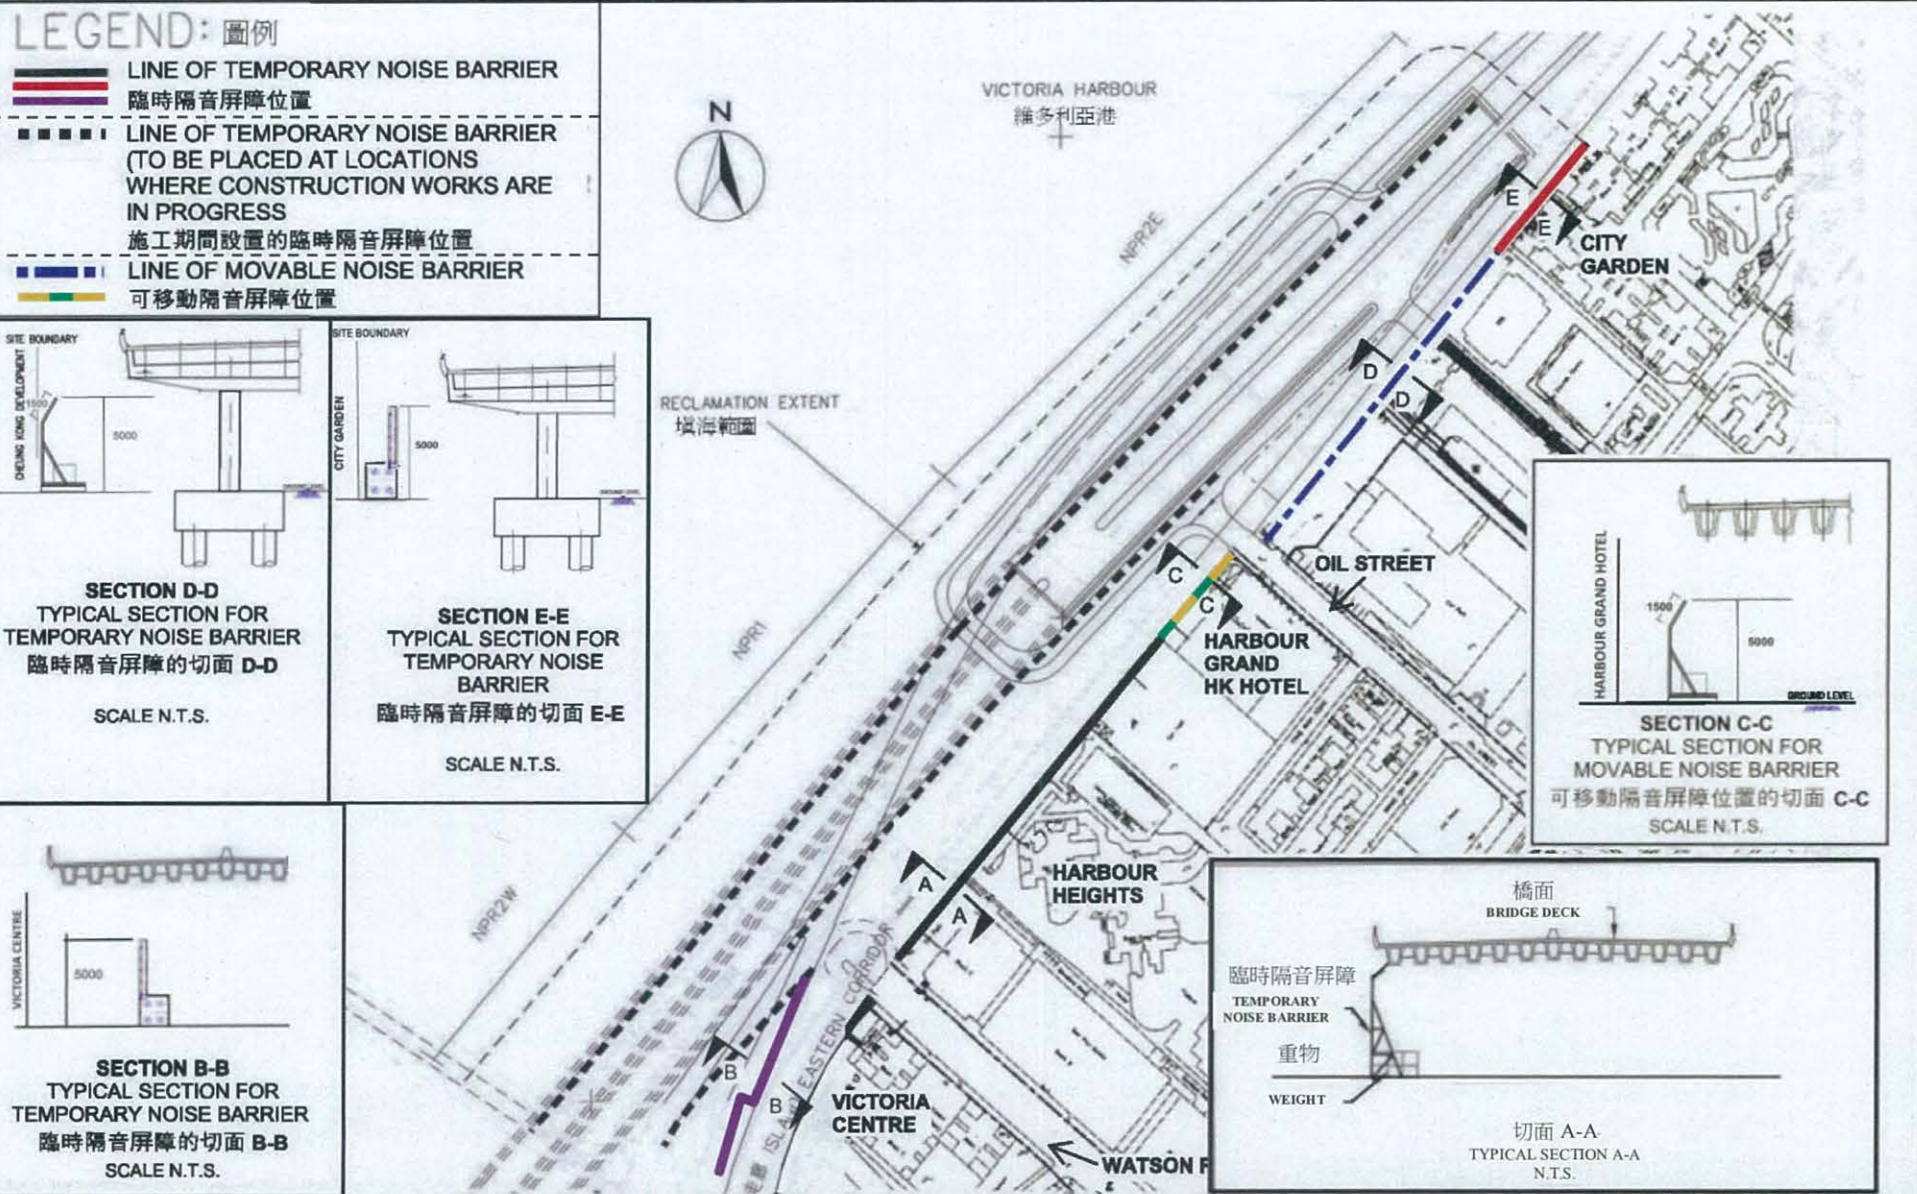 LEGEND: 圖例
LINE OF TEMPORARY NOISE BARRIER
臨時隔音屏障位置
LINE OF TEMPORARY NOISE BARRIER
(TO BE PLACED AT LOCATIONS
WHERE CONSTRUCTION WORKS ARE
IN PROGRESS
施工期間設置的臨時隔音屏障位置
LINE OF MOVABLE NOISE BARRIER
可移動隔音屏障位置
SITE BOUNDARY
CHEUNG KONG DEVELOPMENT
1500
5000
GROUND LEVEL
SECTION D-D
TYPICAL SECTION FOR
TEMPORARY NOISE BARRIER
臨時隔音屏障的切面 D-D
SCALE N.T.S.
SITE BOUNDARY
CITY GARDEN
5000
GROUND LEVEL
SECTION E-E
TYPICAL SECTION FOR
TEMPORARY NOISE
BARRIER
臨時隔音屏障的切面 E-E
SCALE N.T.S.
VICTORIA CENTRE
5000
SECTION B-B
TYPICAL SECTION FOR
TEMPORARY NOISE BARRIER
臨時隔音屏障的切面 B-B
SCALE N.T.S.
N
VICTORIA HARBOUR
維多利亞港
NPR2E
RECLAMATION EXTENT
填海範圍
NPR1
NPR2W
E
E
CITY
GARDEN
D
D
OIL STREET
C
C
HARBOUR
GRAND
HK HOTEL
A
A
HARBOUR
HEIGHTS
B
B
ISLAND EASTERN CORRIDOR
VICTORIA
CENTRE
WATSON
HARBOUR GRAND HOTEL
1500
5000
GROUND LEVEL
SECTION C-C
TYPICAL SECTION FOR
MOVABLE NOISE BARRIER
可移動隔音屏障位置的切面 C-C
SCALE N.T.S.
橋面
BRIDGE DECK
臨時隔音屏障
TEMPORARY
NOISE BARRIER
重物
WEIGHT
切面 A-A
TYPICAL SECTION A-A
N.T.S.